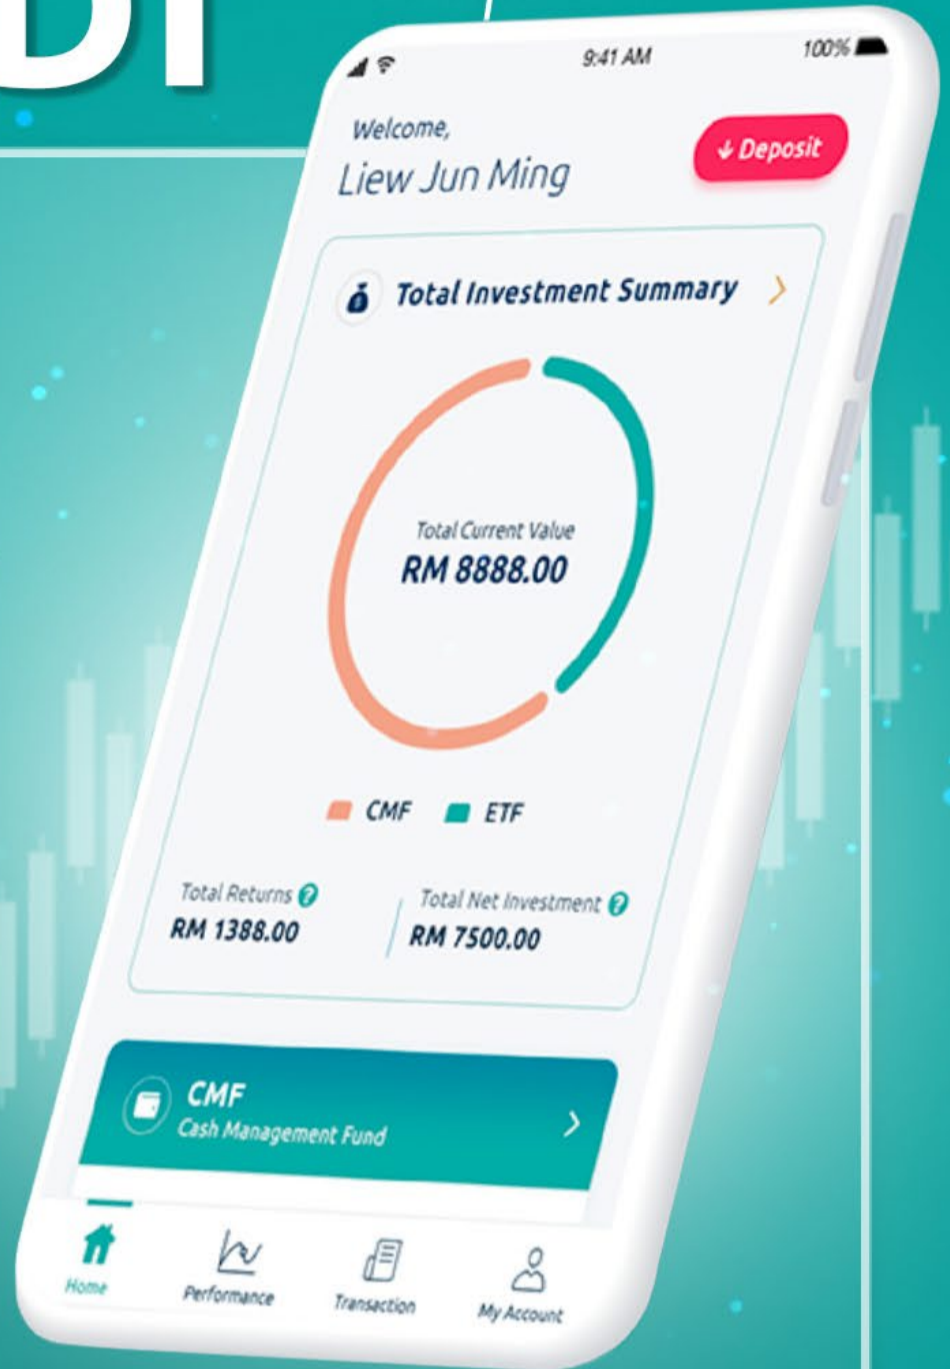 DI
9:41 AM 100%
Welcome,
Liew Jun Ming
Deposit
Total Investment Summary
Total Current Value
RM 8888.00
CMF ETF
Total Returns ? Total Net Investment ?
RM 1388.00 RM 7500.00
CMF
Cash Management Fund
Home Performance Transaction My Account